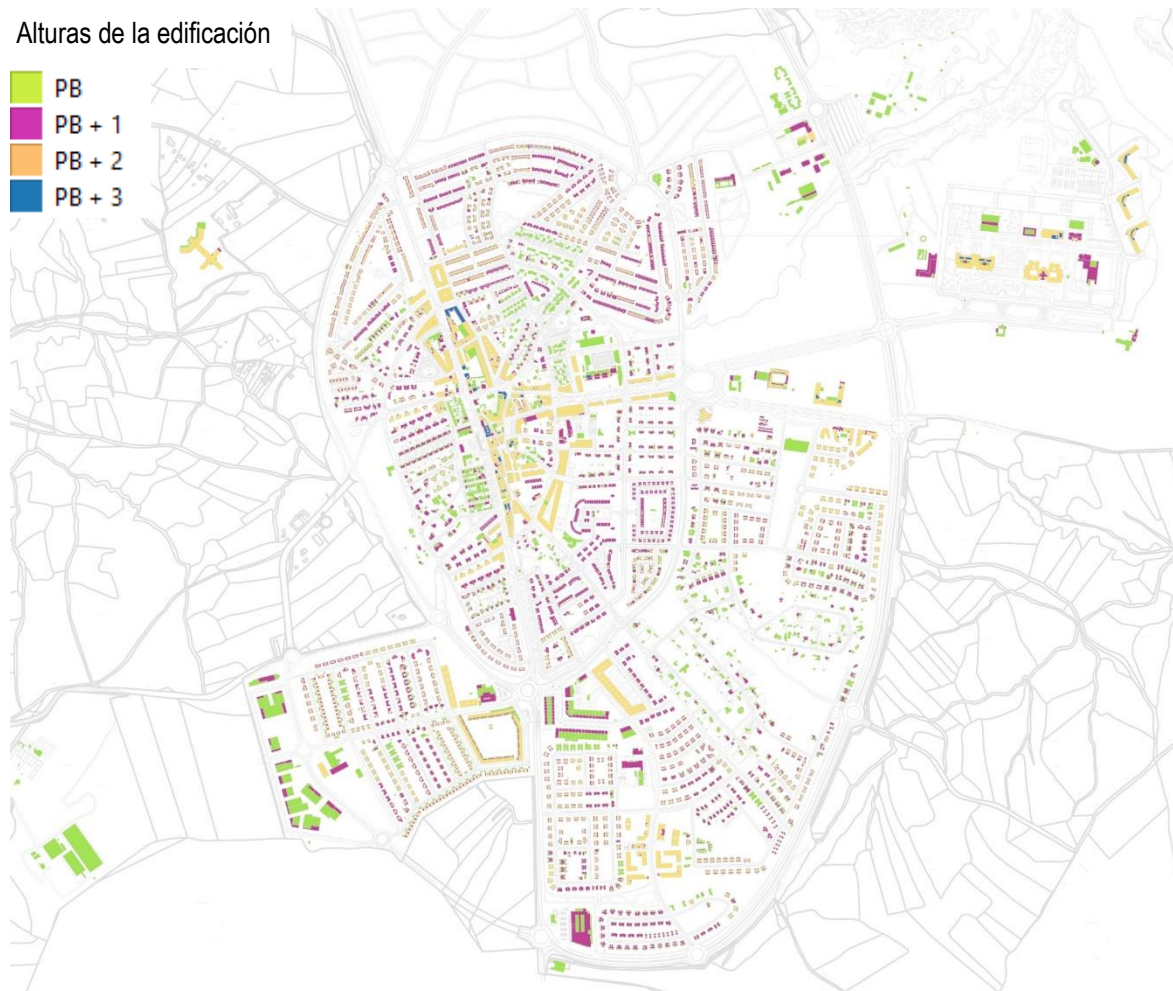 Alturas de la edificación
PB
PB + 1
PB + 2
PB + 3